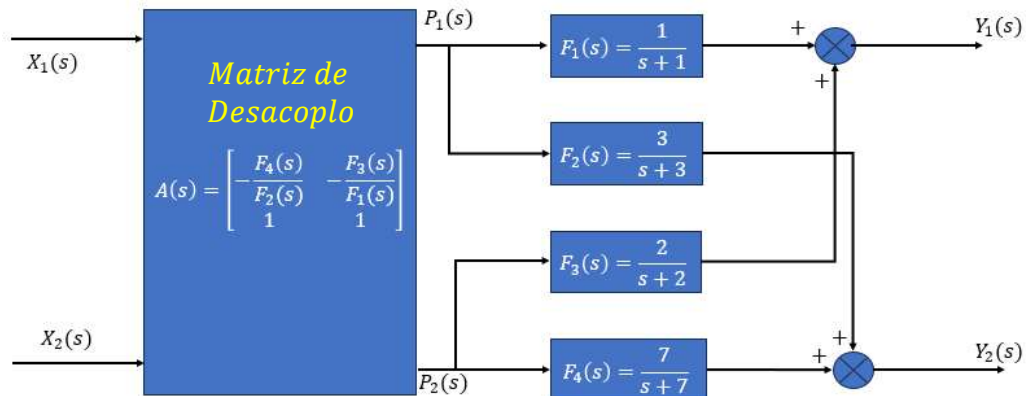 X₁(s)
Matriz de
Desacoplo
A(s) = [−F₄(s)/F₂(s) −F₃(s)/F₁(s)
1 1]
X₂(s)
P₁(s)
P₂(s)
F₁(s) = 1/(s + 1)
F₂(s) = 3/(s + 3)
F₃(s) = 2/(s + 2)
F₄(s) = 7/(s + 7)
+
+
Y₁(s)
+
+
Y₂(s)